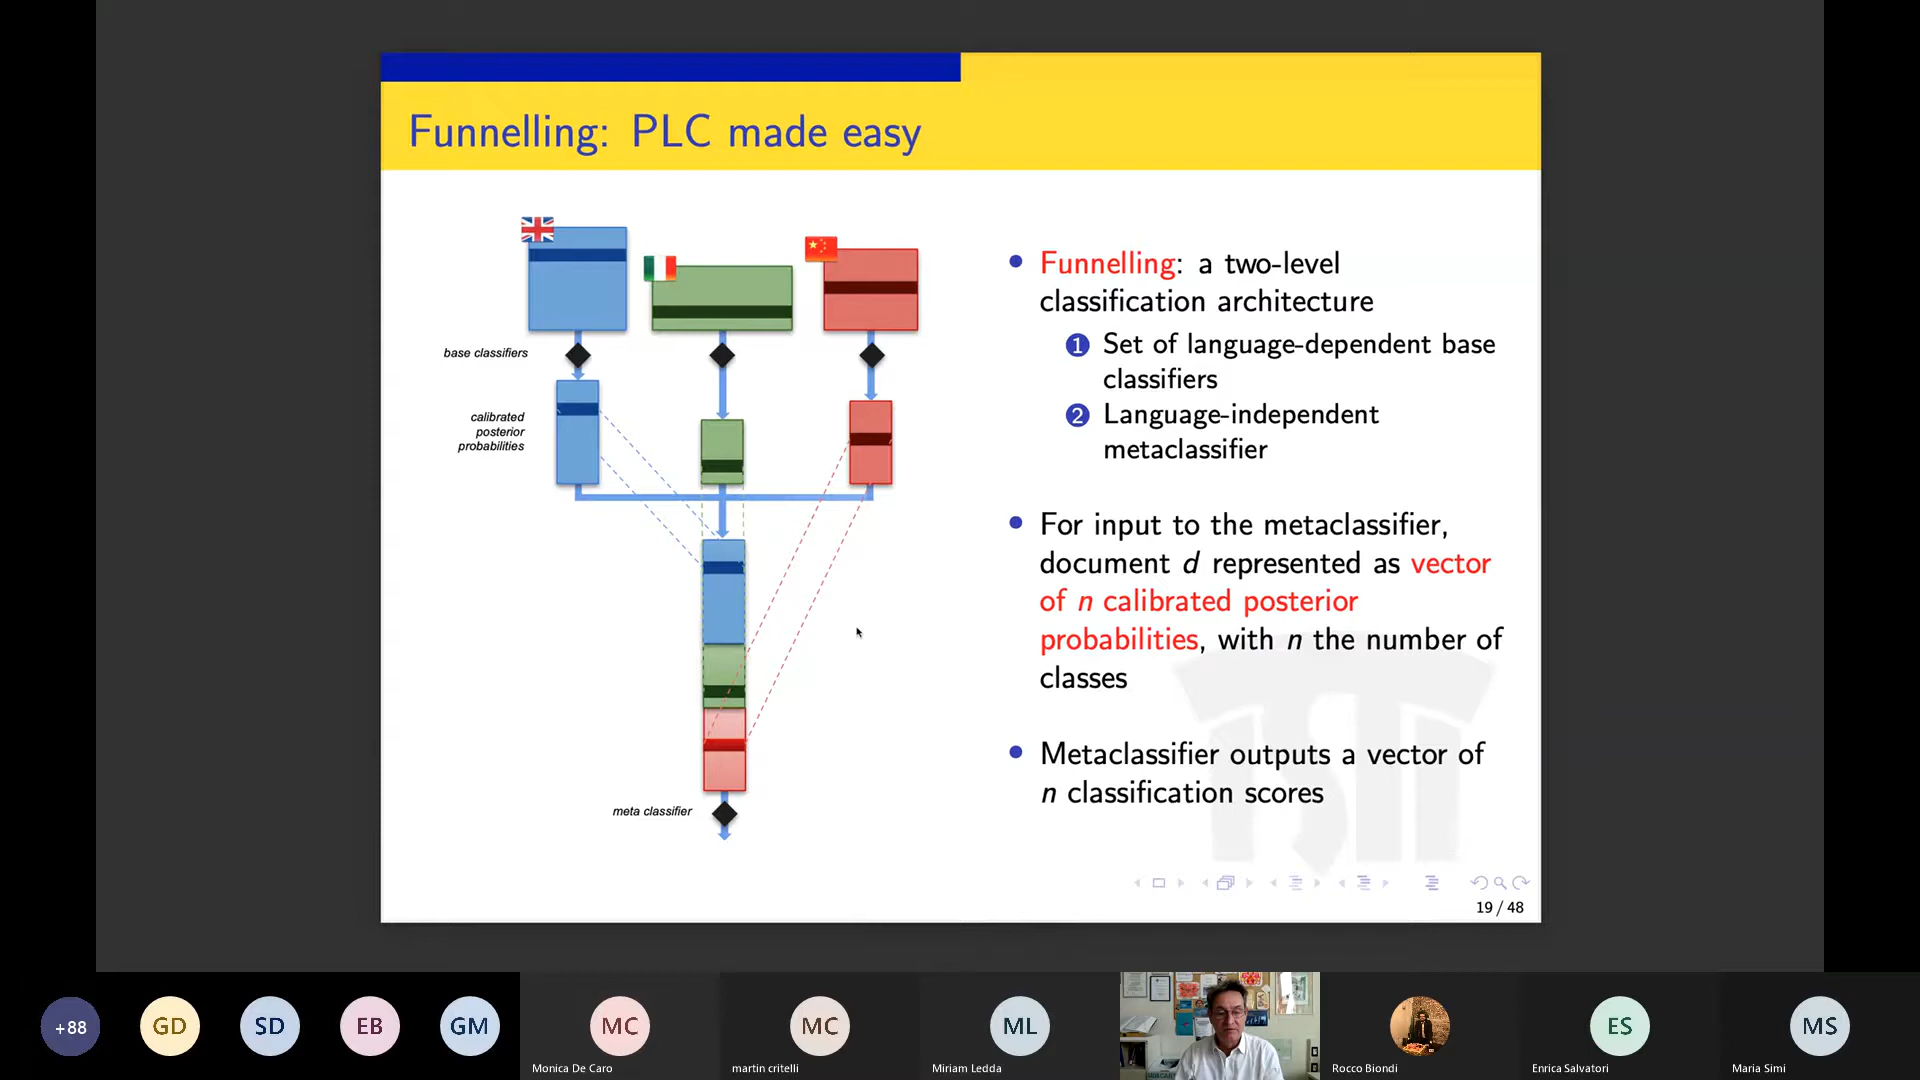 Funnelling: PLC made easy
base classifiers
calibrated
posterior
probabilities
meta classifier
• Funnelling: a two-level
classification architecture
1 Set of language-dependent base
classifiers
2 Language-independent
metaclassifier
• For input to the metaclassifier,
document d represented as vector
of n calibrated posterior
probabilities, with n the number of
classes
• Metaclassifier outputs a vector of
n classification scores
19 / 48
+88
GD
SD
EB
GM
MC
Monica De Caro
MC
martin critelli
ML
Miriam Ledda
Rocco Biondi
ES
Enrica Salvatori
MS
Maria Simi